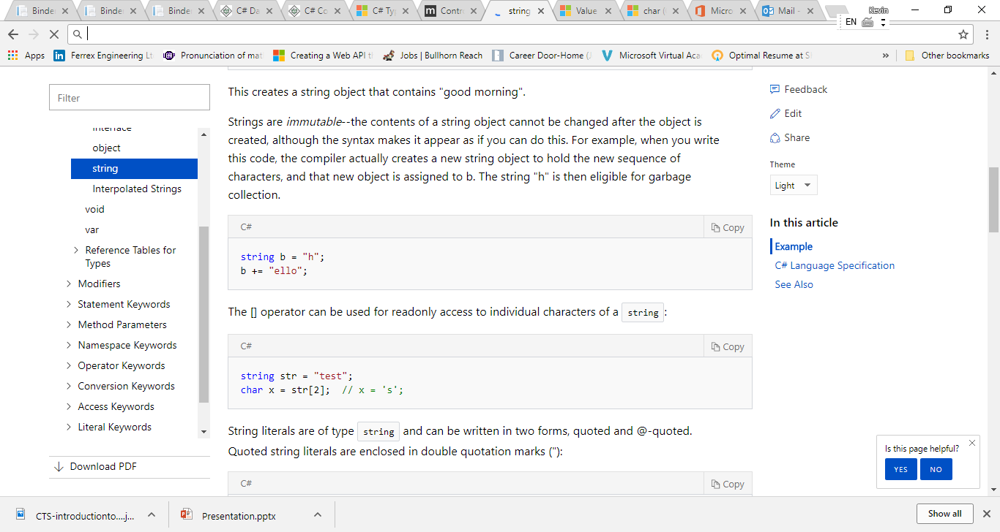 Binde
Binde
Binde
C# Da
C# Co
C# Ty
m Contr
string
Value
char (
Micro
Mail -
Kevin
EN
Apps
in Ferrex Engineering Lt
Pronunciation of mat
Creating a Web API t
Jobs | Bullhorn Reach
Career Door-Home (J
Microsoft Virtual Aca
Optimal Resume at S
»
Other bookmarks
Filter
interface
object
string
Interpolated Strings
void
var
Reference Tables for
Types
Modifiers
Statement Keywords
Method Parameters
Namespace Keywords
Operator Keywords
Conversion Keywords
Access Keywords
Literal Keywords
Download PDF
This creates a string object that contains "good morning".
Strings are immutable--the contents of a string object cannot be changed after the object is
created, although the syntax makes it appear as if you can do this. For example, when you write
this code, the compiler actually creates a new string object to hold the new sequence of
characters, and that new object is assigned to b. The string "h" is then eligible for garbage
collection.
C#
Copy
string b = "h";
b += "ello";
The [] operator can be used for readonly access to individual characters of a string:
C#
Copy
string str = "test";
char x = str[2];  // x = 's';
String literals are of type string and can be written in two forms, quoted and @-quoted.
Quoted string literals are enclosed in double quotation marks ("):
C#
Copy
Feedback
Edit
Share
Theme
Light
In this article
Example
C# Language Specification
See Also
Is this page helpful?
YES
NO
CTS-introductionto....j...
Presentation.pptx
Show all